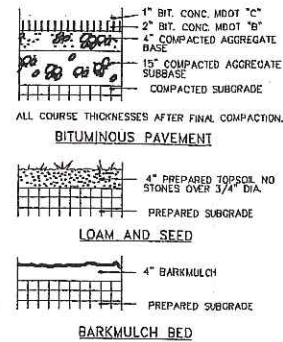 1" BIT. CONC. MDOT "C"
2" BIT. CONC. MDOT "B"
4" COMPACTED AGGREGATE
BASE
15" COMPACTED AGGREGATE
SUBBASE
COMPACTED SUBGRADE
ALL COURSE THICKNESSES AFTER FINAL COMPACTION.
BITUMINOUS PAVEMENT
4" PREPARED TOPSOIL NO
STONES OVER 3/4" DIA.
PREPARED SUBGRADE
LOAM AND SEED
4" BARKMULCH
PREPARED SUBGRADE
BARKMULCH BED